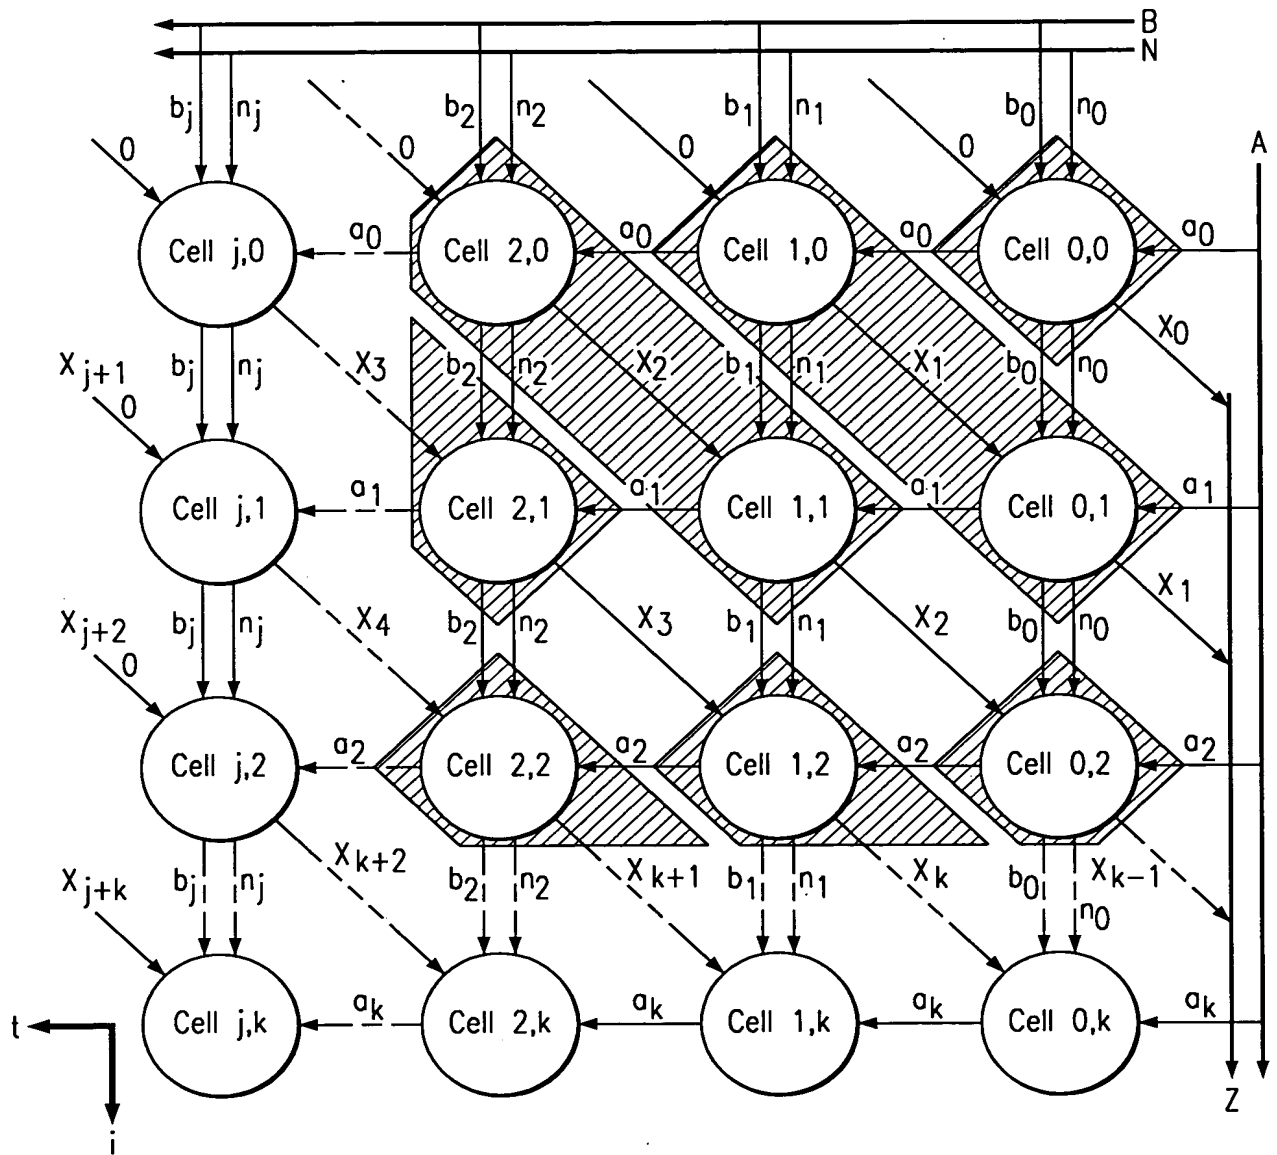 B
N
b_j n_j b_2 n_2 b_1 n_1 b_0 n_0
0 0 0 0 A
Cell j,0 a_0 Cell 2,0 a_0 Cell 1,0 a_0 Cell 0,0 a_0
X_{j+1} b_j n_j X_3 b_2 n_2 X_2 b_1 n_1 X_1 b_0 n_0 X_0
0
Cell j,1 a_1 Cell 2,1 a_1 Cell 1,1 a_1 Cell 0,1 a_1
X_{j+2} b_j n_j X_4 b_2 n_2 X_3 b_1 n_1 X_2 b_0 n_0 X_1
0
Cell j,2 a_2 Cell 2,2 a_2 Cell 1,2 a_2 Cell 0,2 a_2
X_{j+k} b_j n_j X_{k+2} b_2 n_2 X_{k+1} b_1 n_1 X_k b_0 n_0 X_{k-1}
Cell j,k a_k Cell 2,k a_k Cell 1,k a_k Cell 0,k a_k
t
i
Z